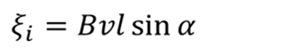 ξᵢ = Bvl sin α